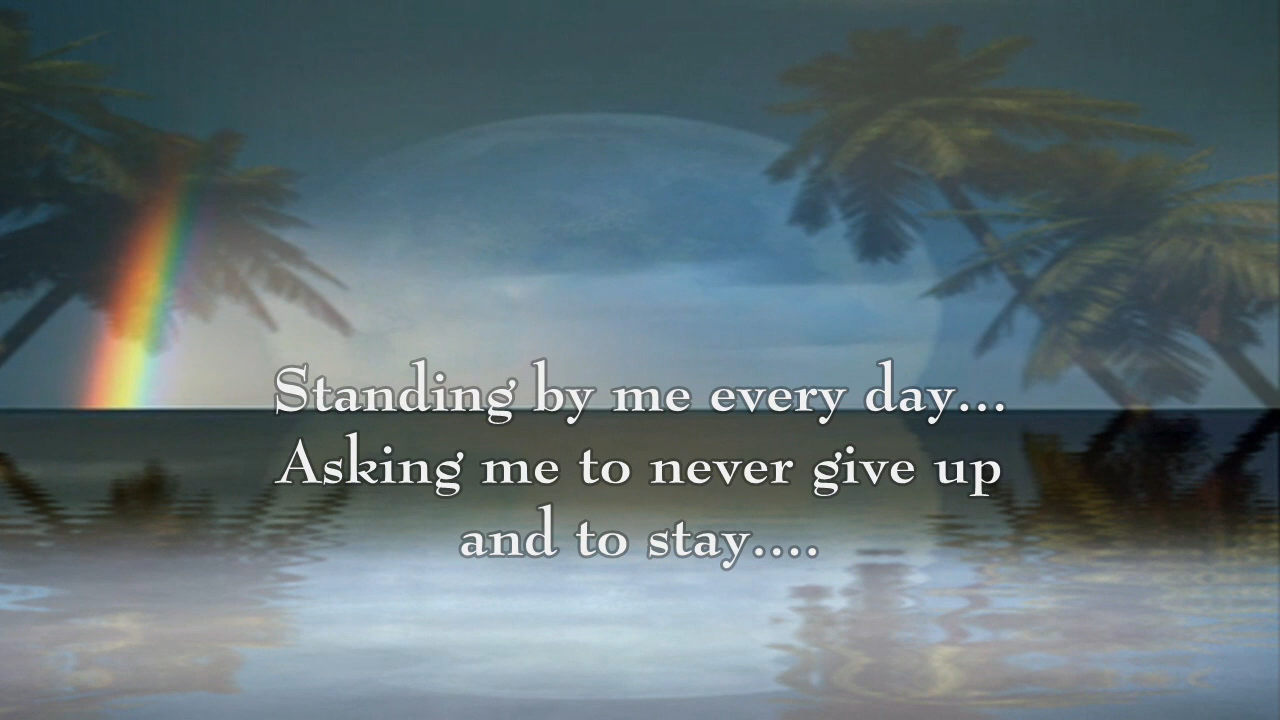 Standing by me every day...
Asking me to never give up
and to stay....